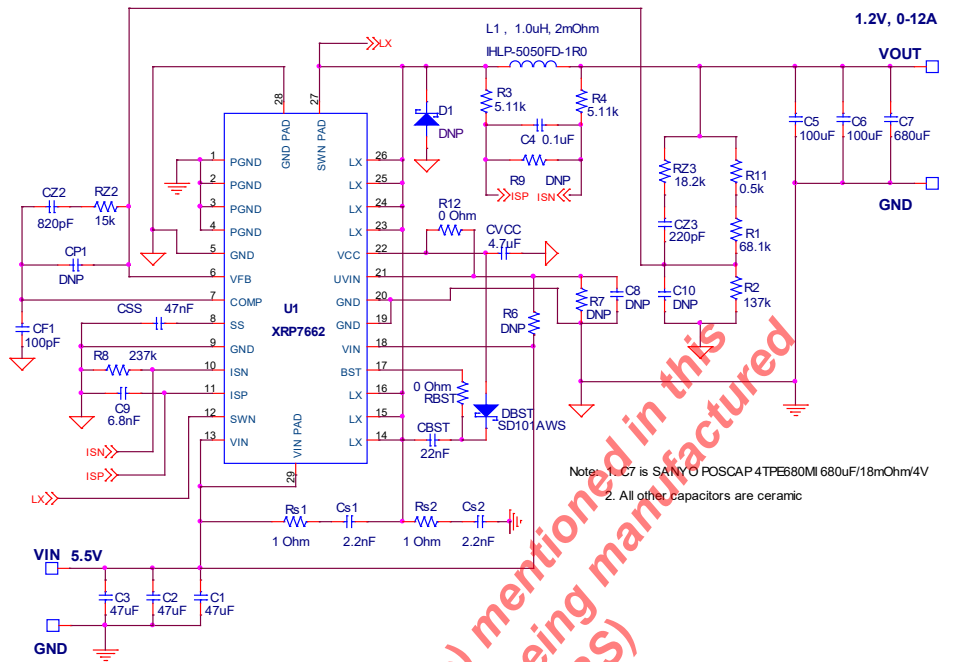 L1 , 1.0uH, 2mOhm
IHLP-5050FD-1R0
1.2V, 0-12A
VOUT
LX
R3
5.11k
R4
5.11k
C4 0.1uF
R9
DNP
ISP
ISN
D1
DNP
C5
100uF
C6
100uF
C7
680uF
GND
28
27
GND PAD
SWN PAD
1 PGND
2 PGND
3 PGND
4 PGND
5 GND
6 VFB
7 COMP
8 SS
9 GND
10 ISN
11 ISP
12 SWN
13 VIN
LX 26
LX 25
LX 24
LX 23
VCC 22
UVIN 21
GND 20
GND 19
VIN 18
BST 17
LX 16
LX 15
LX 14
U1
XRP7662
VIN PAD
29
CZ2
820pF
RZ2
15k
CP1
DNP
CF1
100pF
CSS
47nF
R8
237k
C9
6.8nF
ISN
ISP
LX
R12
0 Ohm
CVCC
4.7uF
R6
DNP
R7
DNP
C8
DNP
RZ3
18.2k
CZ3
220pF
C10
DNP
R11
0.5k
R1
68.1k
R2
137k
0 Ohm
RBST
DBST
SD101AWS
CBST
22nF
Rs1
1 Ohm
Cs1
2.2nF
Rs2
1 Ohm
Cs2
2.2nF
VIN 5.5V
C3
47uF
C2
47uF
C1
47uF
GND
Note: 1. C7 is SANYO POSCAP 4TPE680MI 680uF/18mOhm/4V
2. All other capacitors are ceramic
) mentioned in this
eing manufactured
S)